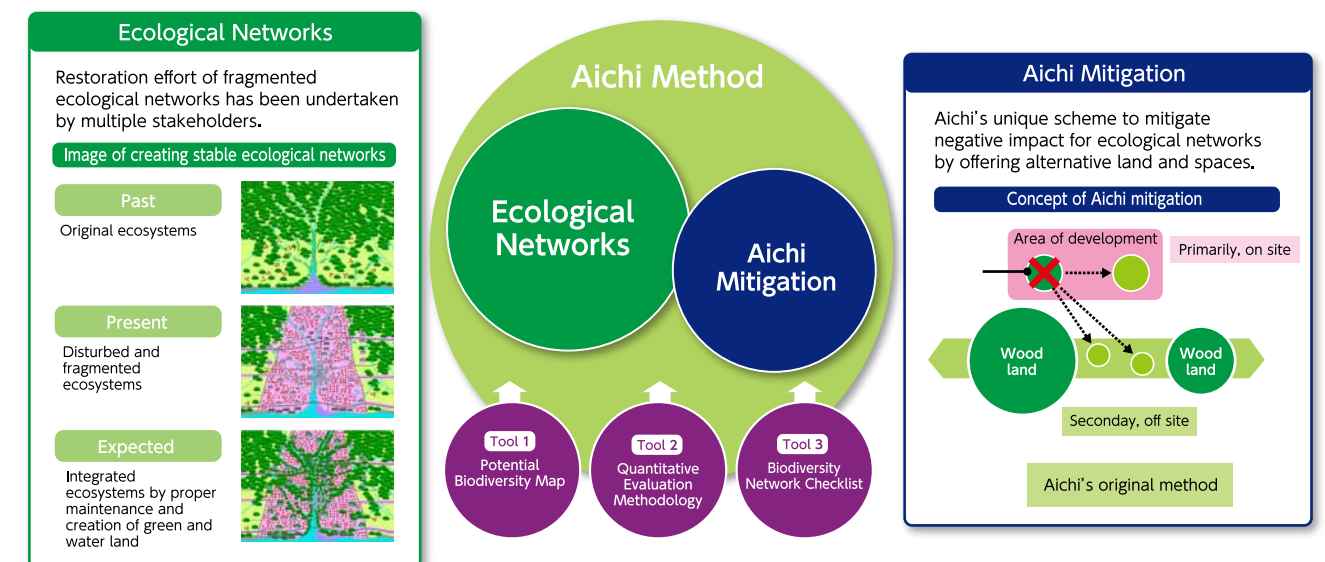 Ecological Networks
Restoration effort of fragmented
ecological networks has been undertaken
by multiple stakeholders.
Image of creating stable ecological networks
Past
Original ecosystems
Present
Disturbed and
fragmented
ecosystems
Expected
Integrated
ecosystems by proper
maintenance and
creation of green and
water land
Aichi Method
Ecological
Networks
Aichi
Mitigation
Tool 1
Potential
Biodiversity Map
Tool 2
Quantitative
Evaluation
Methodology
Tool 3
Biodiversity
Network Checklist
Aichi Mitigation
Aichi's unique scheme to mitigate
negative impact for ecological networks
by offering alternative land and spaces.
Concept of Aichi mitigation
Area of development
Primarily, on site
Wood
land
Wood
land
Seconday, off site
Aichi's original method